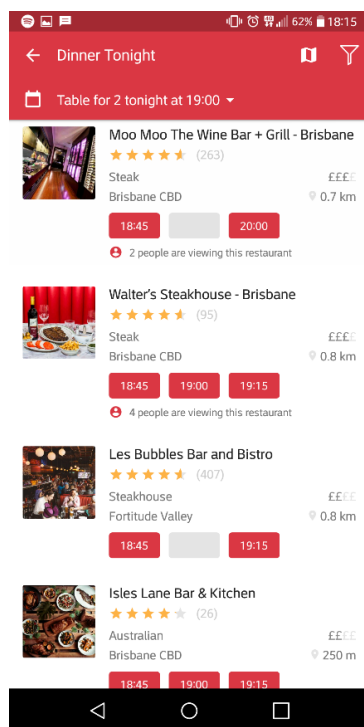 62% 18:15
Dinner Tonight
Table for 2 tonight at 19:00
Moo Moo The Wine Bar + Grill - Brisbane
(263)
Steak ££££
Brisbane CBD 0.7 km
18:45 20:00
2 people are viewing this restaurant
Walter's Steakhouse - Brisbane
(95)
Steak ££££
Brisbane CBD 0.8 km
18:45 19:00 19:15
4 people are viewing this restaurant
Les Bubbles Bar and Bistro
(407)
Steakhouse ££££
Fortitude Valley 0.8 km
18:45 19:15
Isles Lane Bar & Kitchen
(26)
Australian ££££
Brisbane CBD 250 m
18:45 19:00 19:15